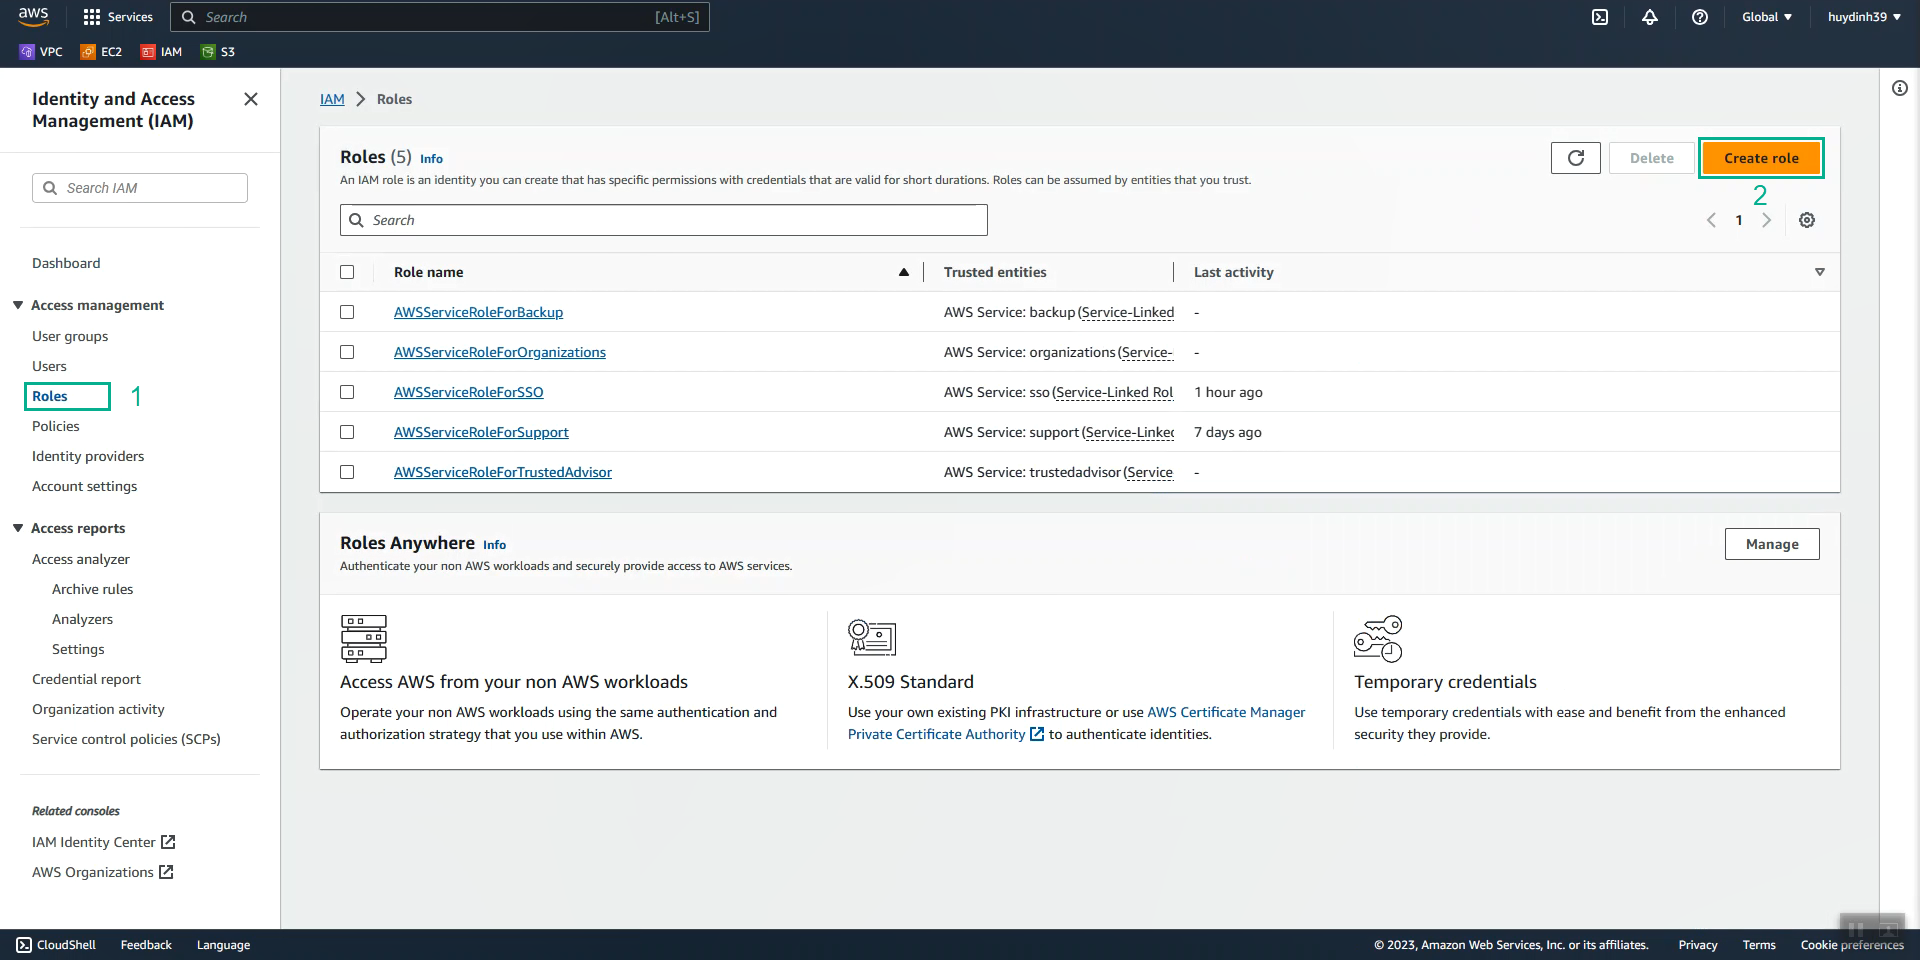 aws
Services
Search
[Alt+S]
Global
huydinh39
VPC
EC2
IAM
S3
Identity and Access
Management (IAM)
Search IAM
Dashboard
Access management
User groups
Users
Roles
1
Policies
Identity providers
Account settings
Access reports
Access analyzer
Archive rules
Analyzers
Settings
Credential report
Organization activity
Service control policies (SCPs)
Related consoles
IAM Identity Center
AWS Organizations
IAM > Roles
Roles (5) Info
An IAM role is an identity you can create that has specific permissions with credentials that are valid for short durations. Roles can be assumed by entities that you trust.
Delete
Create role
2
Search
1
Role name Trusted entities Last activity
AWSServiceRoleForBackup AWS Service: backup (Service-Linked -
AWSServiceRoleForOrganizations AWS Service: organizations (Service- -
AWSServiceRoleForSSO AWS Service: sso (Service-Linked Rol 1 hour ago
AWSServiceRoleForSupport AWS Service: support (Service-Linked 7 days ago
AWSServiceRoleForTrustedAdvisor AWS Service: trustedadvisor (Service -
Roles Anywhere Info
Authenticate your non AWS workloads and securely provide access to AWS services.
Manage
Access AWS from your non AWS workloads
Operate your non AWS workloads using the same authentication and
authorization strategy that you use within AWS.
X.509 Standard
Use your own existing PKI infrastructure or use AWS Certificate Manager
Private Certificate Authority to authenticate identities.
Temporary credentials
Use temporary credentials with ease and benefit from the enhanced
security they provide.
CloudShell
Feedback
Language
© 2023, Amazon Web Services, Inc. or its affiliates.
Privacy
Terms
Cookie preferences